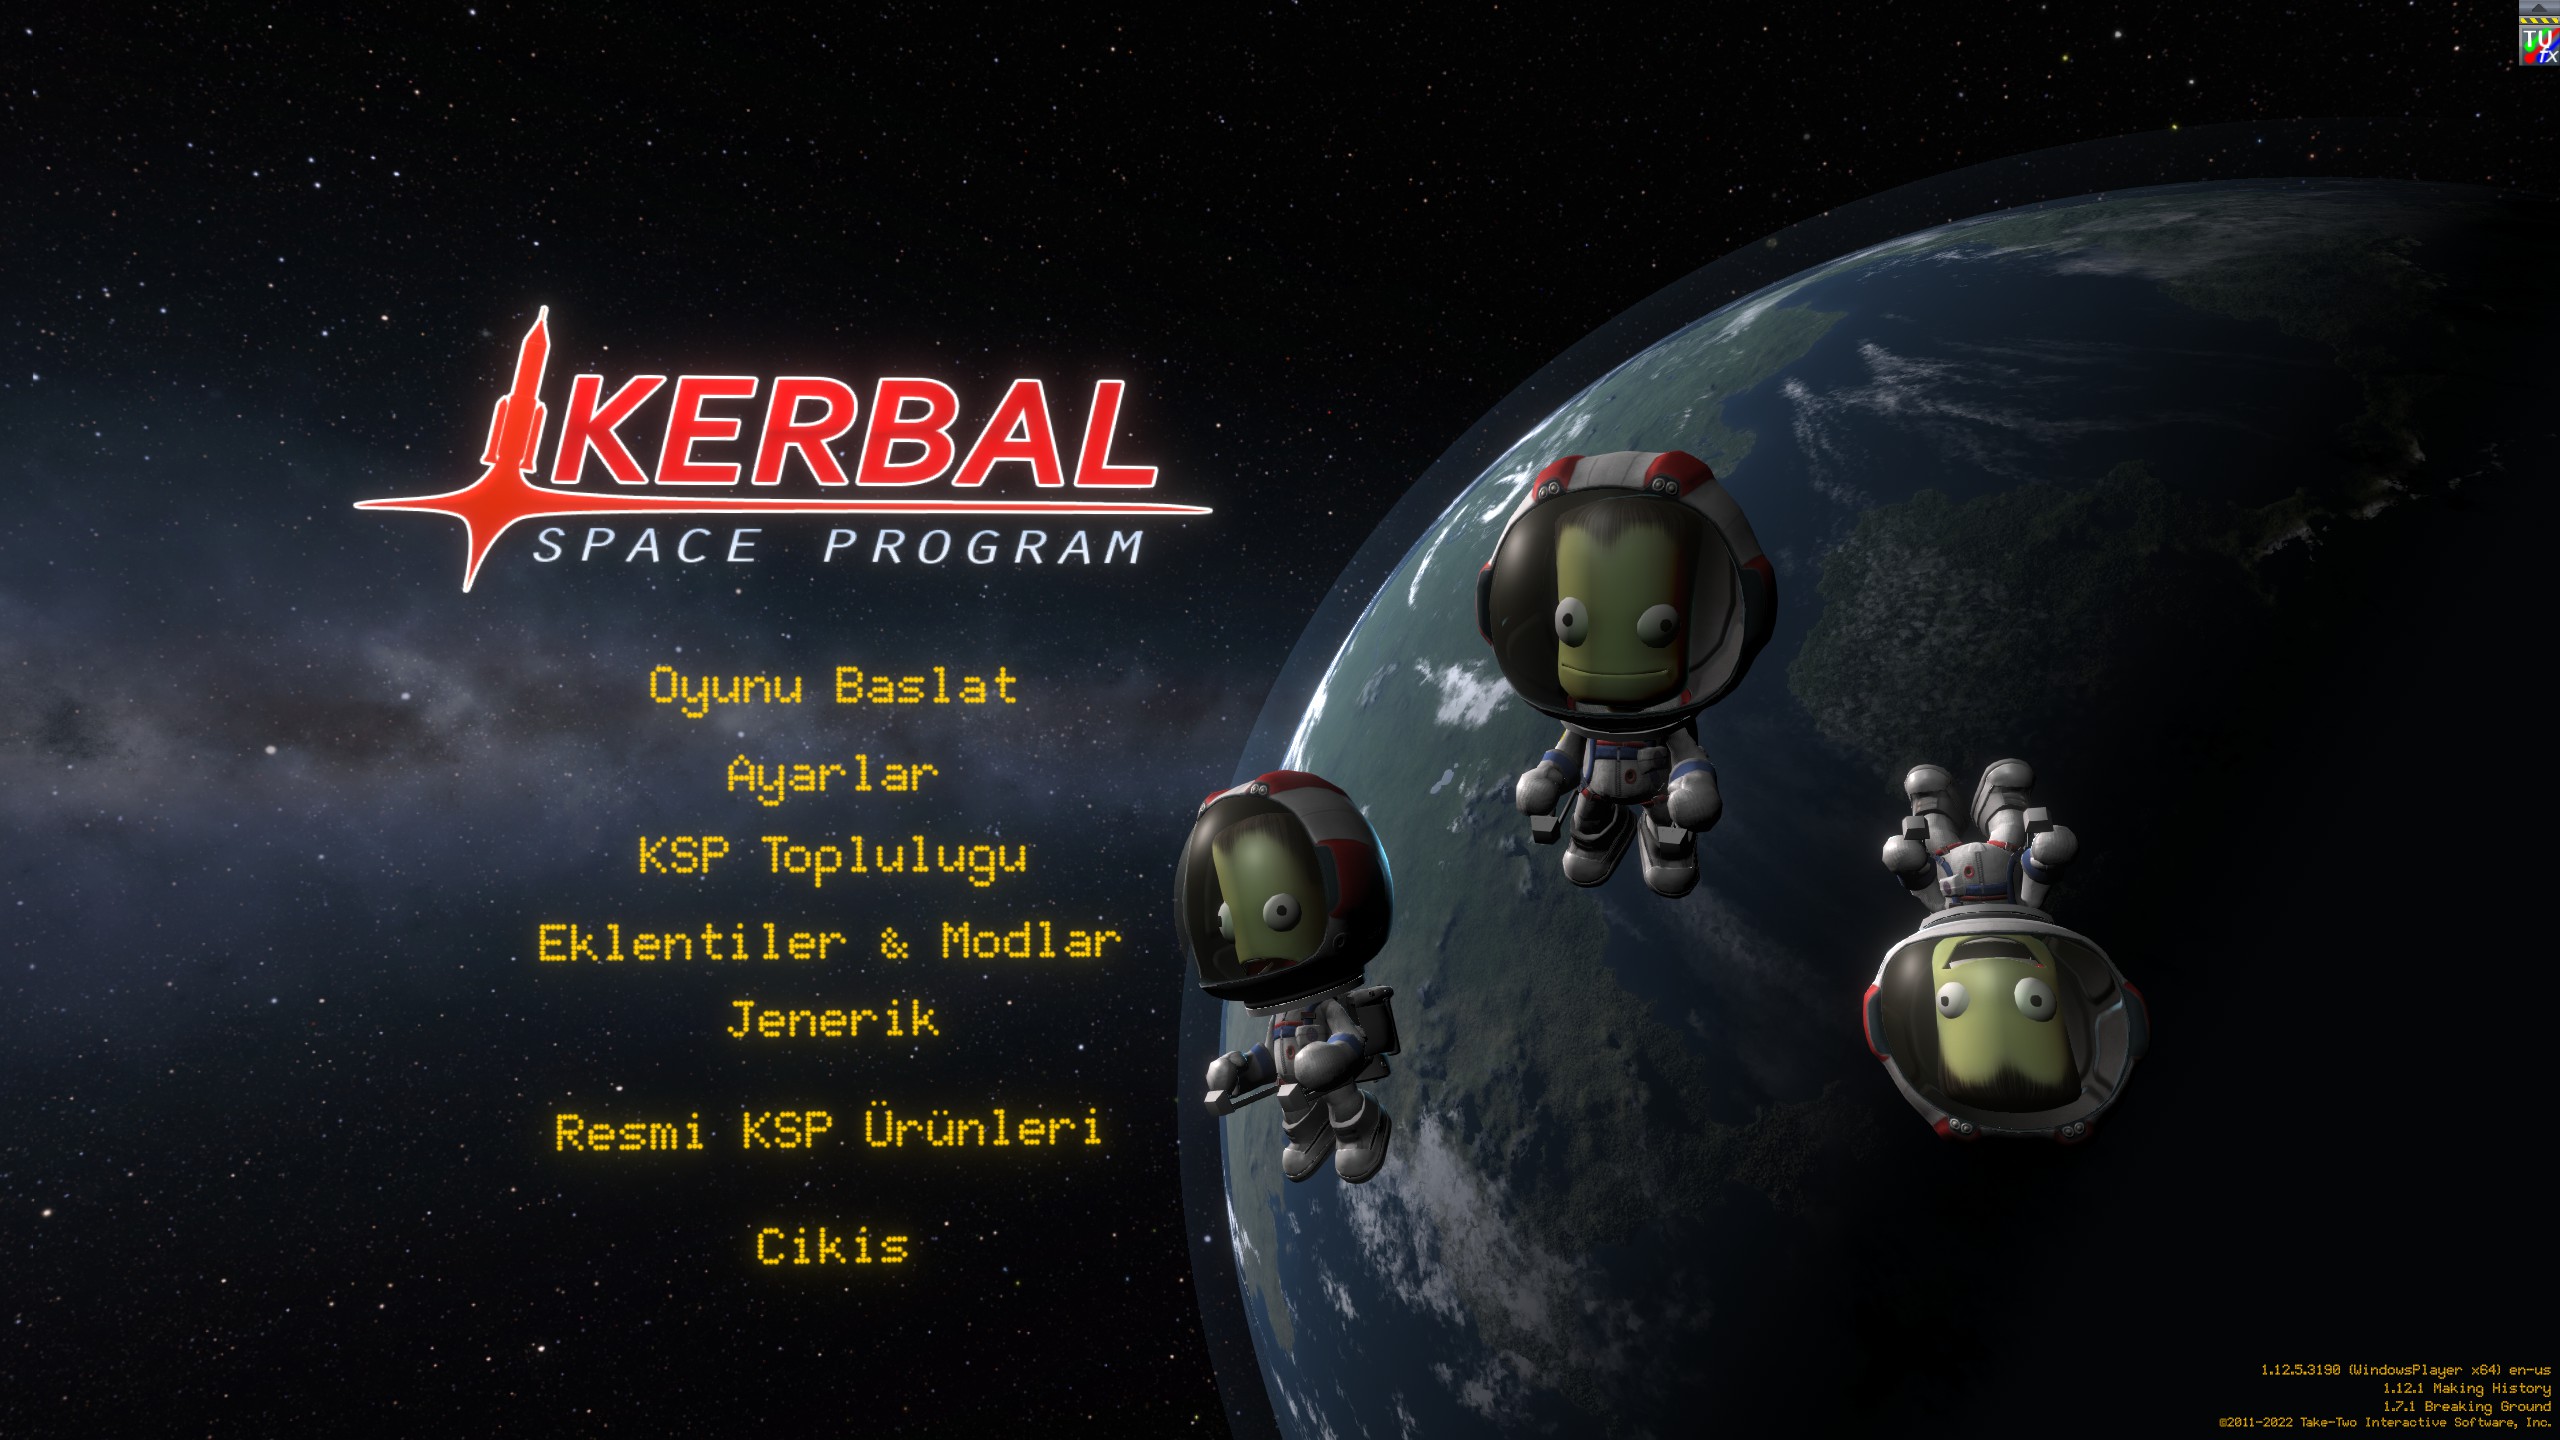 KERBAL
SPACE PROGRAM
Oyunu Baslat
Ayarlar
KSP Toplulugu
Eklentiler & Modlar
Jenerik
Resmi KSP Ürünleri
Cikis
TU
TX
1.12.5.3190 (WindowsPlayer x64) en-us
1.12.1 Making History
1.7.1 Breaking Ground
©2011-2022 Take-Two Interactive Software, Inc.